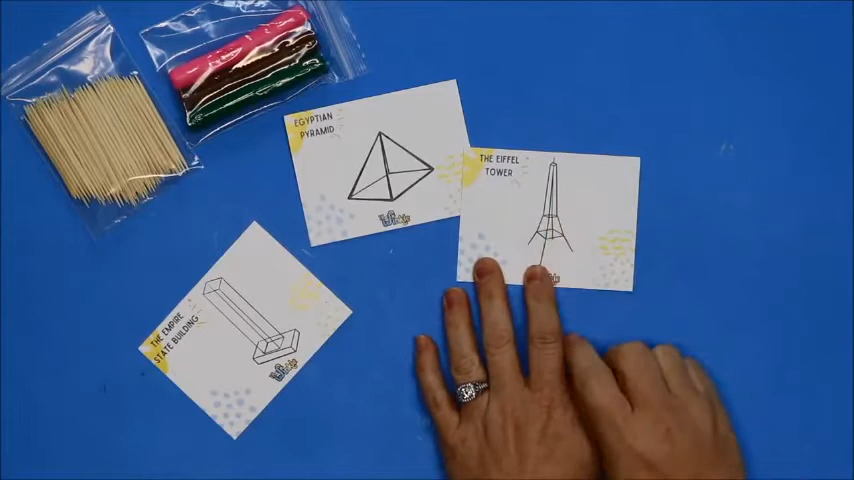 EGYPTIAN
PYRAMID
THE EIFFEL
TOWER
THE EMPIRE
STATE BUILDING